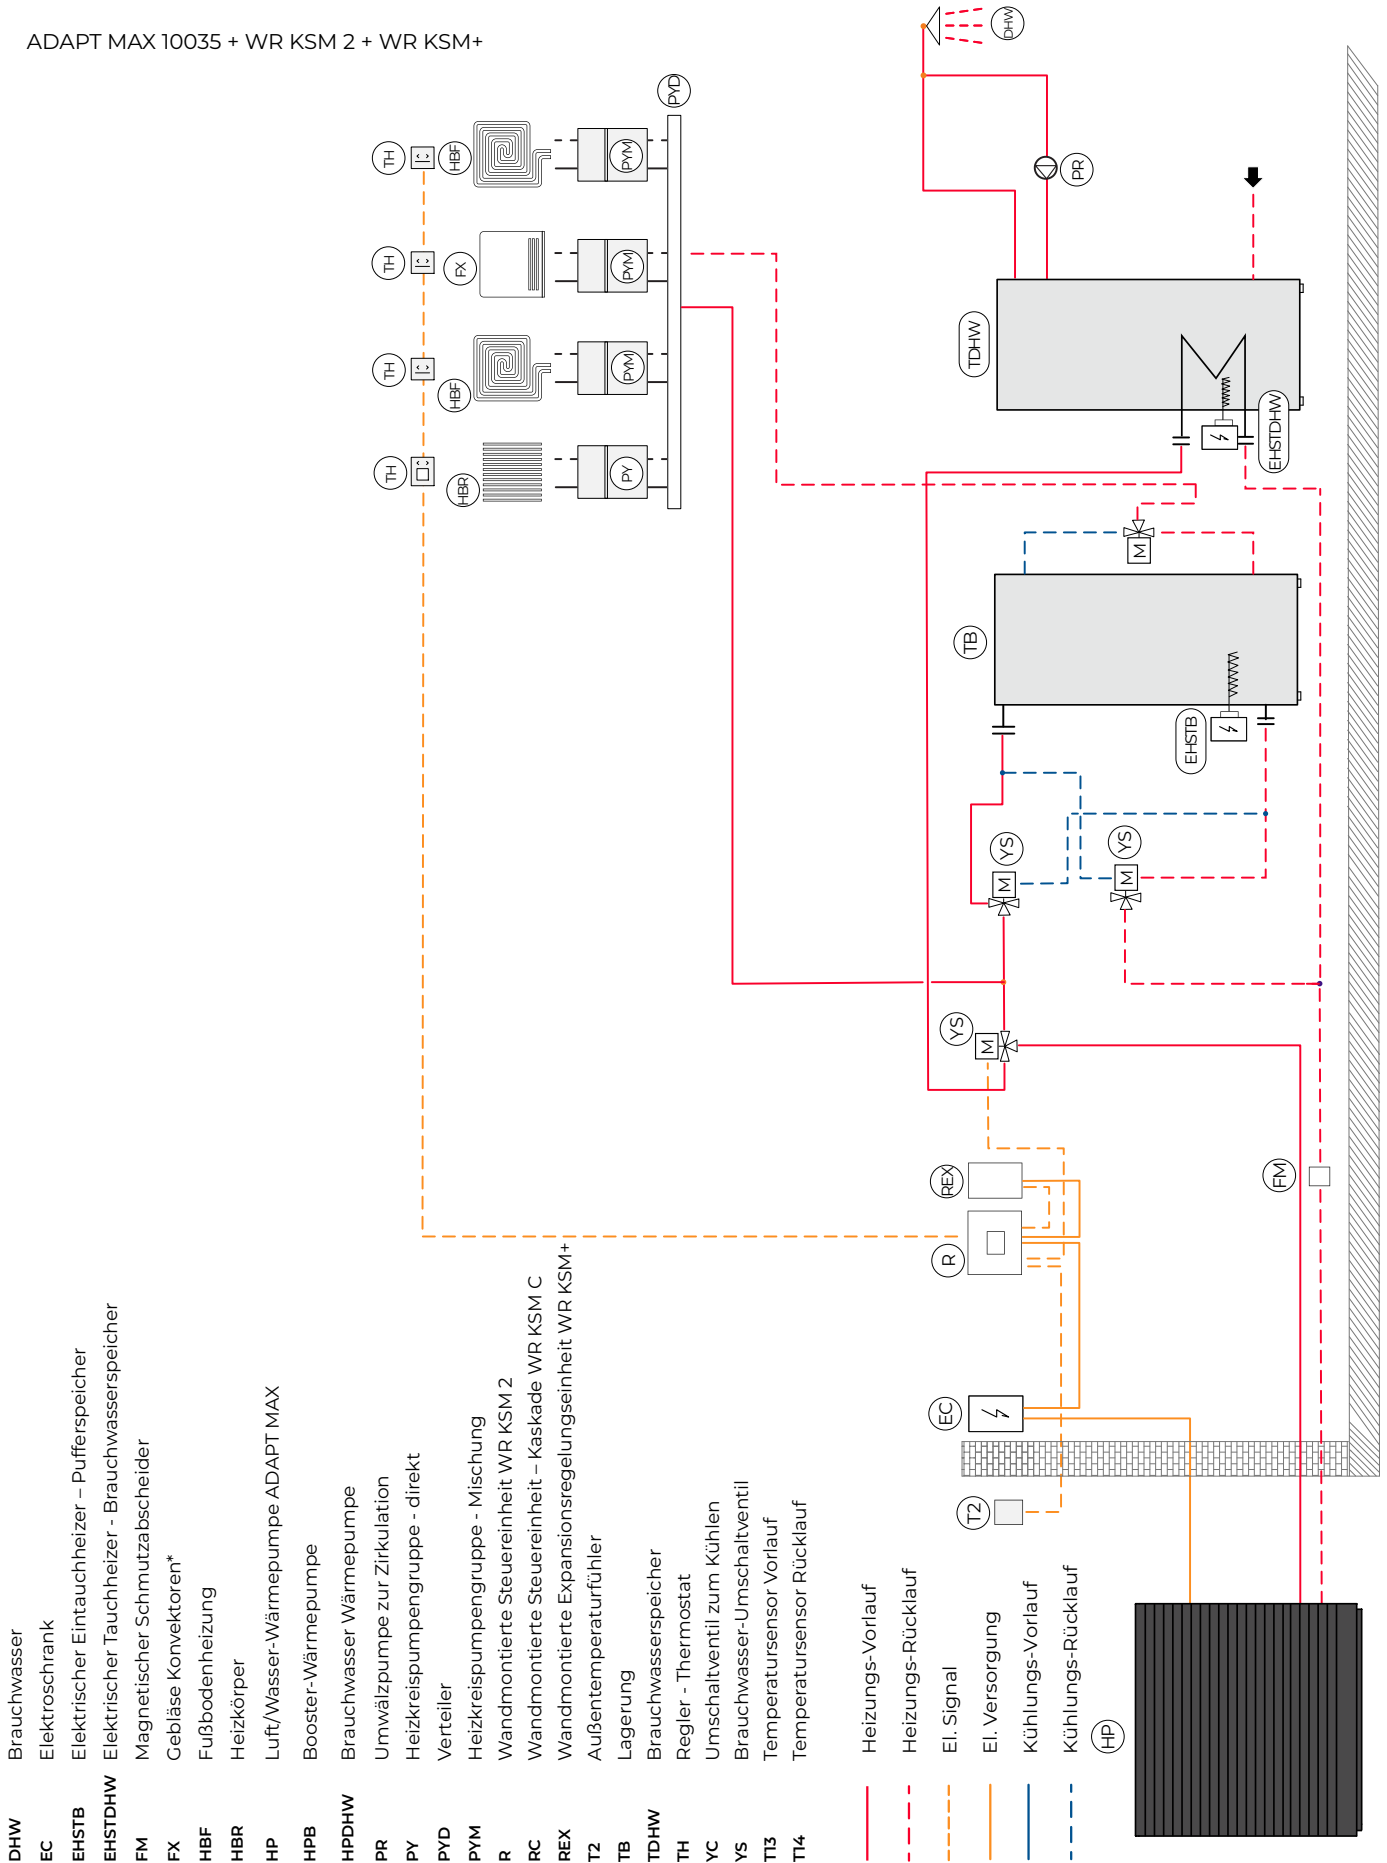 ADAPT MAX 10035 + WR KSM 2 + WR KSM+
DHW Brauchwasser
EC Elektroschrank
EHSTB Elektrischer Eintauchheizer – Pufferspeicher
EHSTDHW Elektrischer Tauchheizer - Brauchwasserspeicher
FM Magnetischer Schmutzabscheider
FX Gebläse Konvektoren*
HBF Fußbodenheizung
HBR Heizkörper
HP Luft/Wasser-Wärmepumpe ADAPT MAX
HPB Booster-Wärmepumpe
HPDHW Brauchwasser Wärmepumpe
PR Umwälzpumpe zur Zirkulation
PY Heizkreispumpengruppe - direkt
PYD Verteiler
PYM Heizkreispumpengruppe - Mischung
R Wandmontierte Steuereinheit WR KSM 2
RC Wandmontierte Steuereinheit – Kaskade WR KSM C
REX Wandmontierte Expansionsregelungseinheit WR KSM+
T2 Außentemperaturfühler
TB Lagerung
TDHW Brauchwasserspeicher
TH Regler - Thermostat
YC Umschaltventil zum Kühlen
YS Brauchwasser-Umschaltventil
T13 Temperatursensor Vorlauf
T14 Temperatursensor Rücklauf
Heizungs-Vorlauf
Heizungs-Rücklauf
El. Signal
El. Versorgung
Kühlungs-Vorlauf
Kühlungs-Rücklauf
HP
T2
EC
R
REX
FM
YS
M
YS
M
YS
M
EHSTB
TB
M
EHSTDHW
TDHW
PR
DHW
PYD
TH
HBR
PY
TH
HBF
PYM
TH
FX
PYM
TH
HBF
PYM